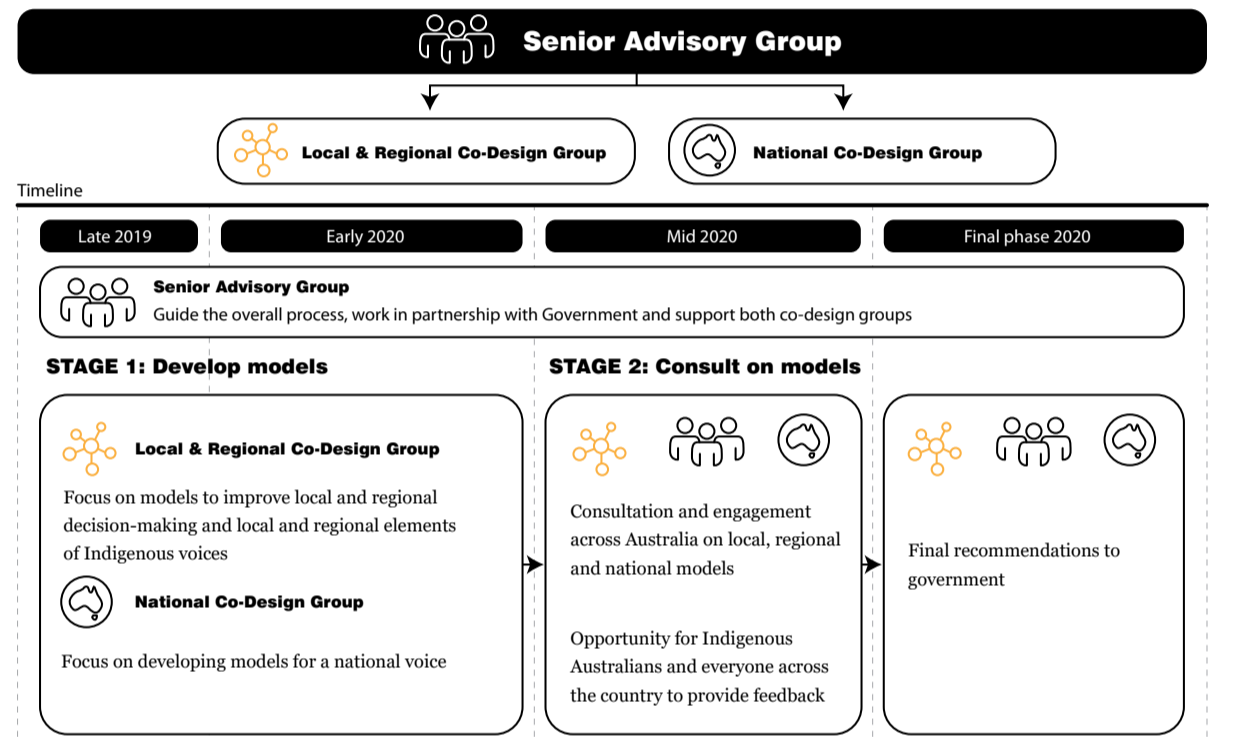 Senior Advisory Group
Local & Regional Co-Design Group
National Co-Design Group
Timeline
Late 2019
Early 2020
Mid 2020
Final phase 2020
Senior Advisory Group
Guide the overall process, work in partnership with Government and support both co-design groups
STAGE 1: Develop models
Local & Regional Co-Design Group
Focus on models to improve local and regional
decision-making and local and regional elements
of Indigenous voices
National Co-Design Group
Focus on developing models for a national voice
STAGE 2: Consult on models
Consultation and engagement
across Australia on local, regional
and national models
Opportunity for Indigenous
Australians and everyone across
the country to provide feedback
Final recommendations to
government